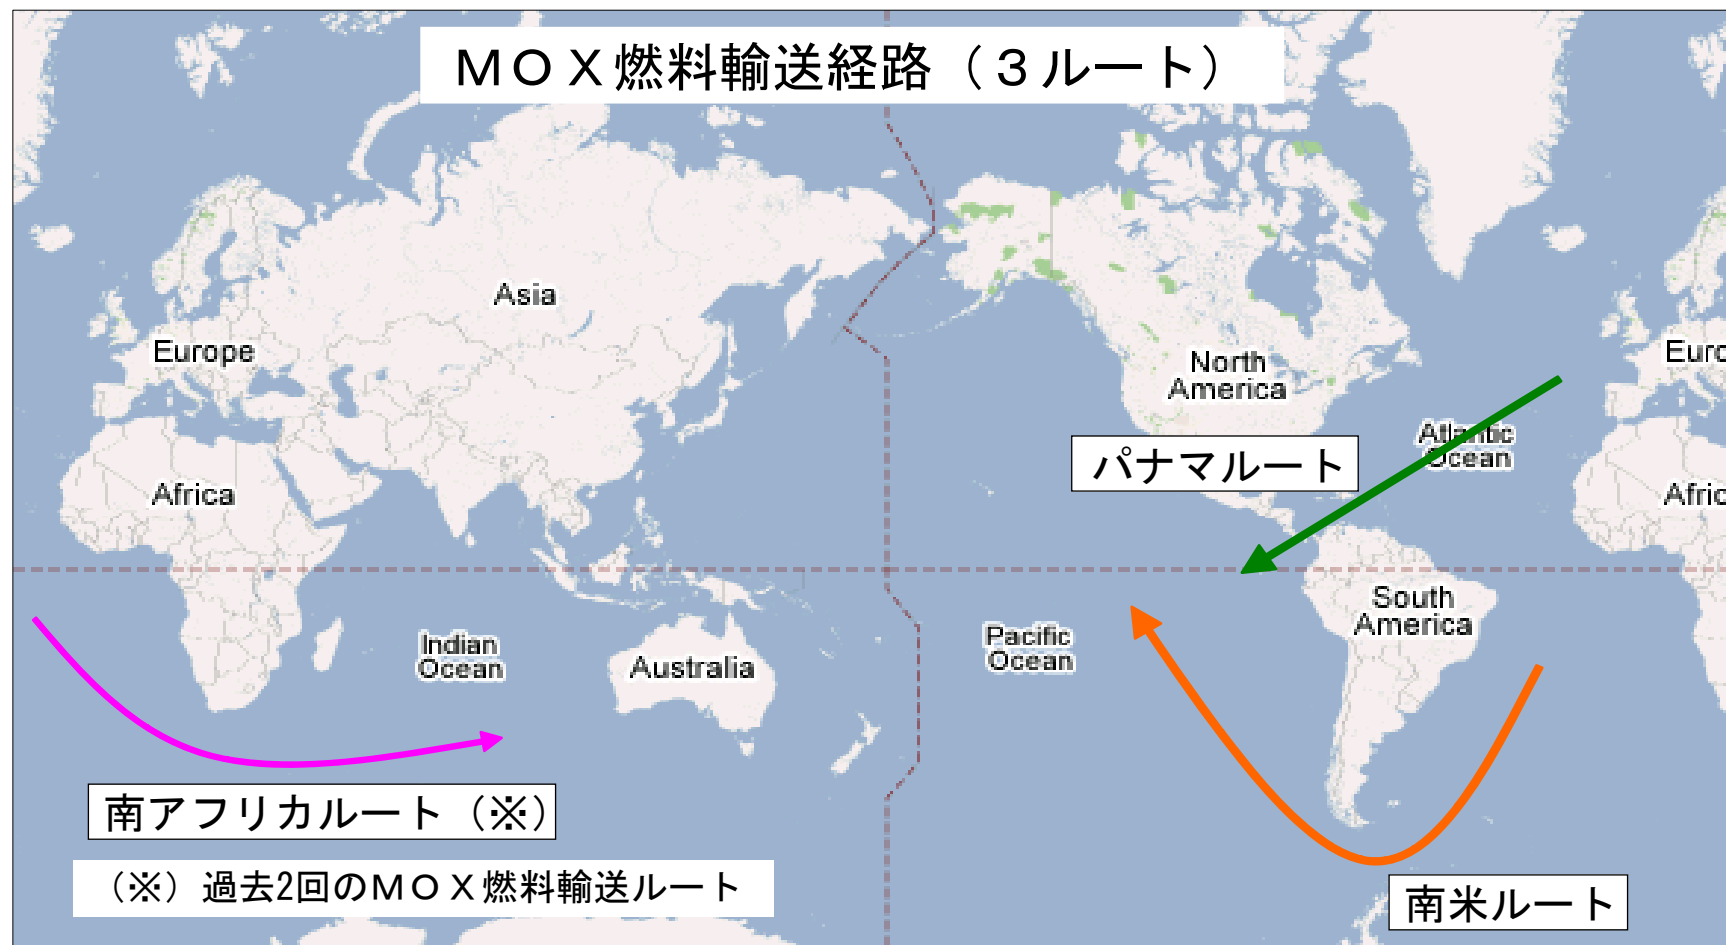 ＭＯＸ燃料輸送経路（３ルート）
Asia
Europe
North
America
Euro
Atlantic
Ocean
パナマルート
Africa
Afric
South
America
Indian
Ocean
Australia
Pacific
Ocean
南アフリカルート（※）
（※）過去2回のＭＯＸ燃料輸送ルート
南米ルート